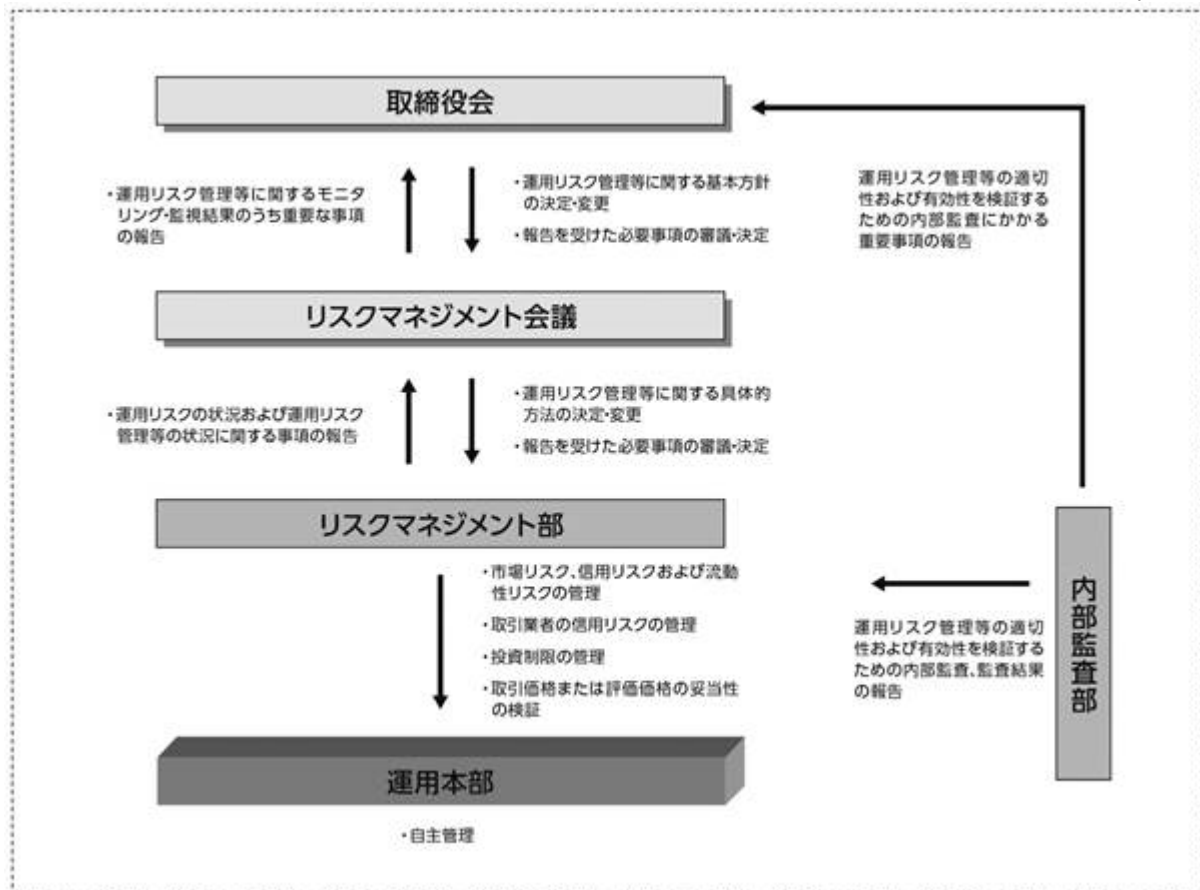 取締役会
・運用リスク管理等に関するモニタ
リング・監視結果のうち重要な事項
の報告
・運用リスク管理等に関する基本方針
の決定・変更
・報告を受けた必要事項の審議・決定
運用リスク管理等の適切
性および有効性を検証する
ための内部監査にかかる
重要事項の報告
リスクマネジメント会議
・運用リスクの状況および運用リスク
管理等の状況に関する事項の報告
・運用リスク管理等に関する具体的
方法の決定・変更
・報告を受けた必要事項の審議・決定
リスクマネジメント部
・市場リスク、信用リスクおよび流動
性リスクの管理
・取引業者の信用リスクの管理
・投資制限の管理
・取引価格または評価価格の妥当性
の検証
運用リスク管理等の適切
性および有効性を検証する
ための内部監査、監査結果
の報告
内部監査部
運用本部
・自主管理